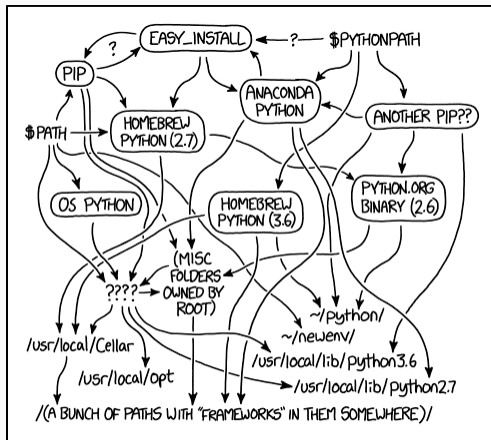 EASY_INSTALL
?
?
$PYTHONPATH
PIP
ANACONDA
PYTHON
ANOTHER PIP??
HOMEBREW
PYTHON (2.7)
$PATH
OS PYTHON
HOMEBREW
PYTHON (3.6)
PYTHON.ORG
BINARY (2.6)
(MISC
FOLDERS
OWNED BY
ROOT)
????
~/python/
~/newenv/
/usr/local/Cellar
/usr/local/lib/python3.6
/usr/local/opt
/usr/local/lib/python2.7
/(A BUNCH OF PATHS WITH "FRAMEWORKS" IN THEM SOMEWHERE)/